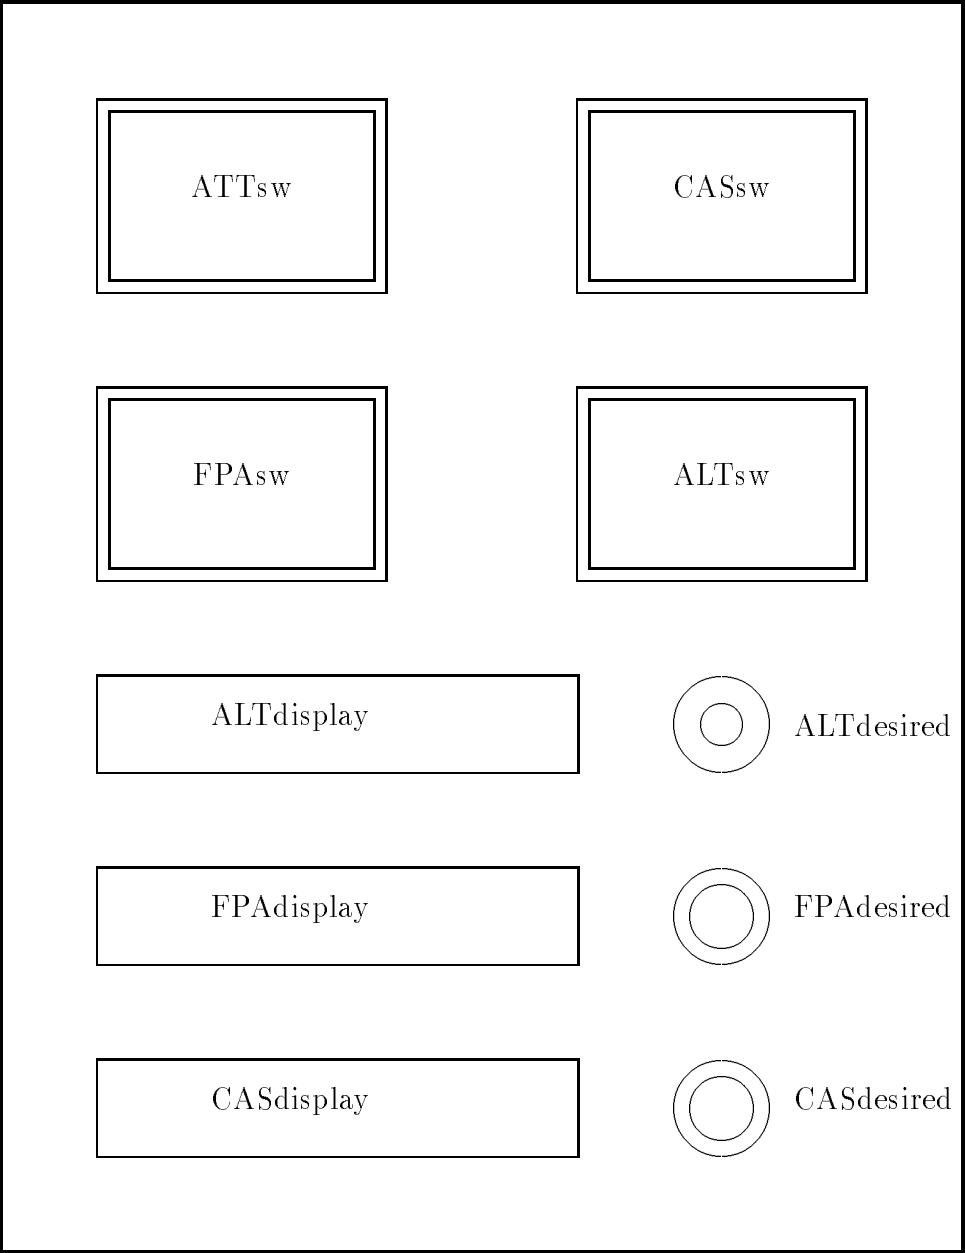 ATTsw
CASsw
FPAsw
ALTsw
ALTdisplay
ALTdesired
FPAdisplay
FPAdesired
CASdisplay
CASdesired